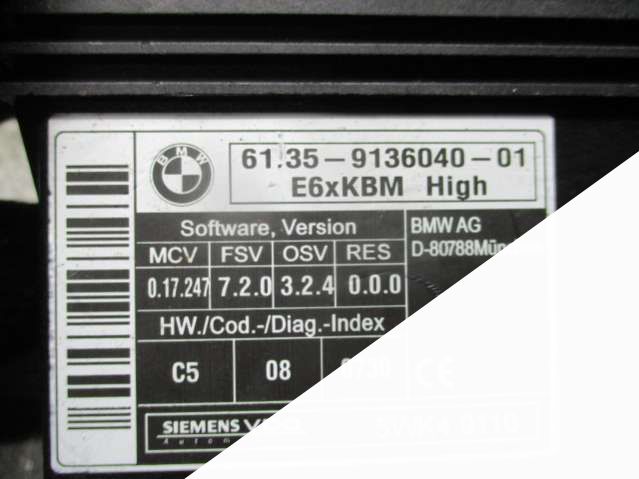 BMW
61.35-9136040-01
E6xKBM High
Software, Version
BMW AG
MCV FSV OSV RES
0.17.247 7.2.0 3.2.4 0.0.0
HW./Cod.-/Diag.-Index
C5 08
CE
SIEMENS